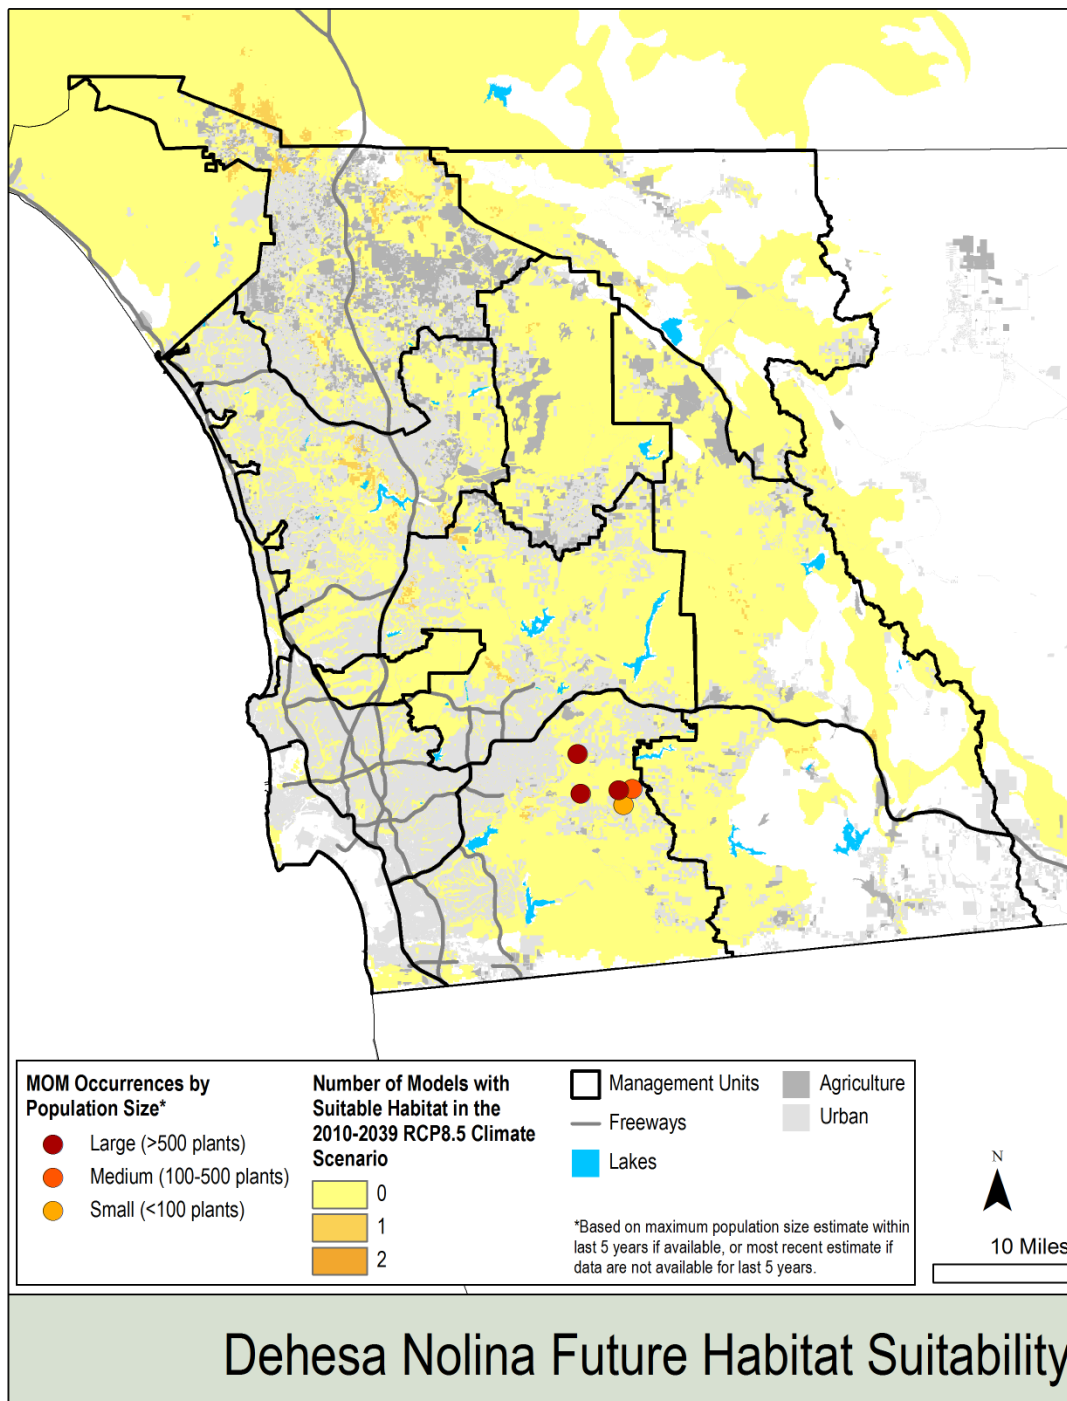 MOM Occurrences by
Population Size*
Large (>500 plants)
Medium (100-500 plants)
Small (<100 plants)
Number of Models with
Suitable Habitat in the
2010-2039 RCP8.5 Climate
Scenario
0
1
2
Management Units
Freeways
Lakes
Agriculture
Urban
*Based on maximum population size estimate within
last 5 years if available, or most recent estimate if
data are not available for last 5 years.
N
10 Miles
Dehesa Nolina Future Habitat Suitability